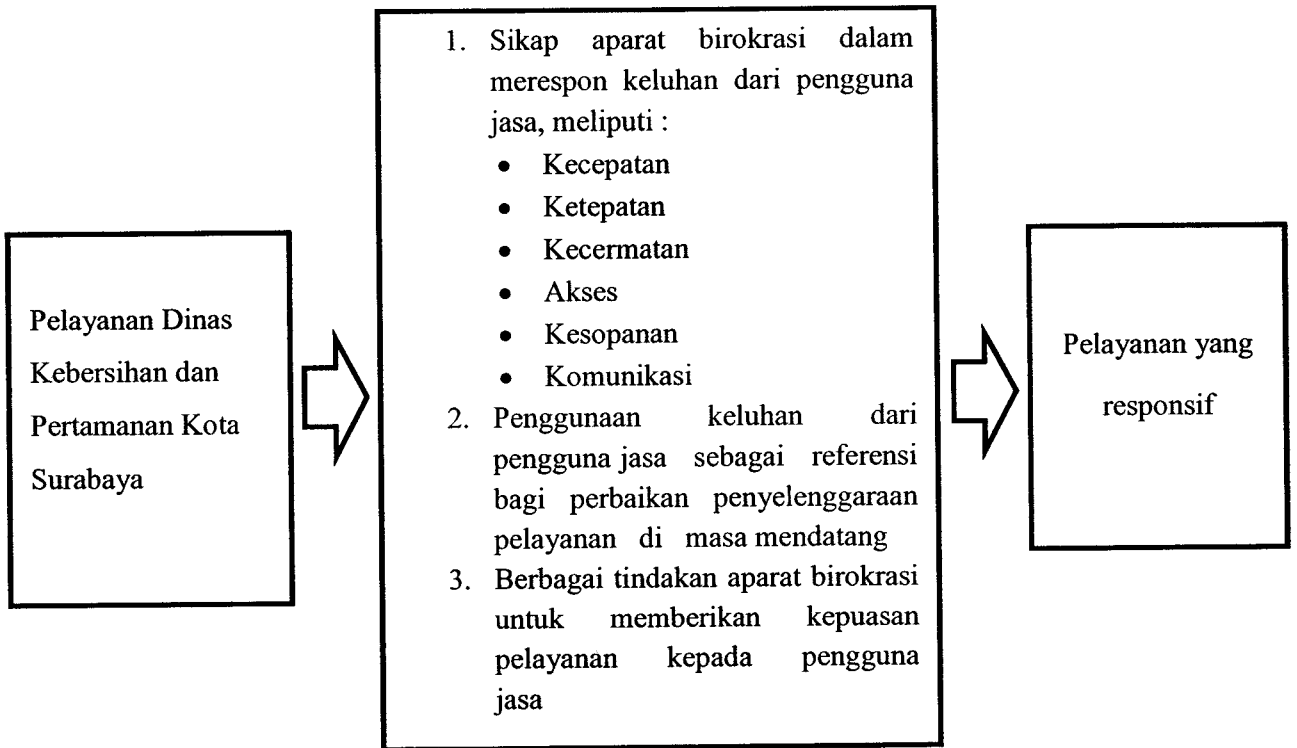 Pelayanan Dinas
Kebersihan dan
Pertamanan Kota
Surabaya
1. Sikap aparat birokrasi dalam
merespon keluhan dari pengguna
jasa, meliputi :
• Kecepatan
• Ketepatan
• Kecermatan
• Akses
• Kesopanan
• Komunikasi
2. Penggunaan keluhan dari
pengguna jasa sebagai referensi
bagi perbaikan penyelenggaraan
pelayanan di masa mendatang
3. Berbagai tindakan aparat birokrasi
untuk memberikan kepuasan
pelayanan kepada pengguna
jasa
Pelayanan yang
responsif